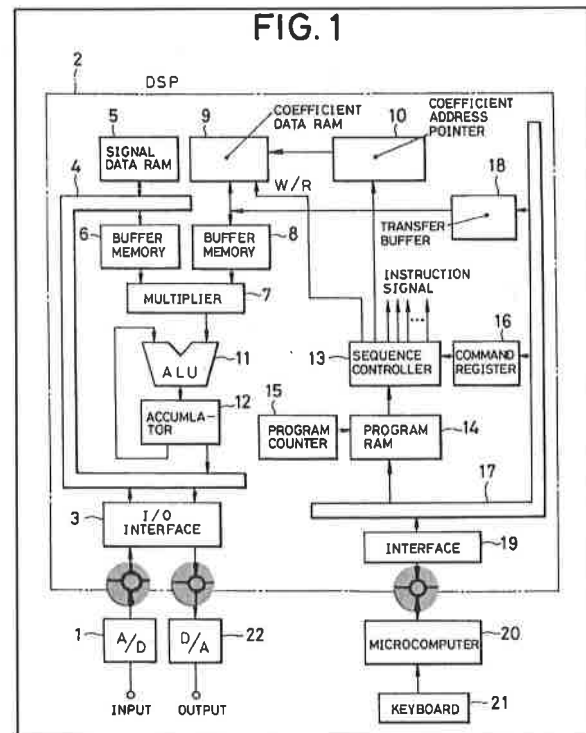 FIG. 1
2
DSP
5
SIGNAL DATA RAM
9
COEFFICIENT DATA RAM
10
COEFFICIENT ADDRESS POINTER
4
W/R
18
TRANSFER BUFFER
6
BUFFER MEMORY
BUFFER MEMORY
8
MULTIPLIER
7
INSTRUCTION SIGNAL
...
ALU
11
13
SEQUENCE CONTROLLER
16
COMMAND REGISTER
12
ACCUMLA-
TOR
15
PROGRAM COUNTER
PROGRAM RAM
14
17
3
I/O INTERFACE
INTERFACE
19
1
A/D
D/A
22
MICROCOMPUTER
20
INPUT
OUTPUT
KEYBOARD
21